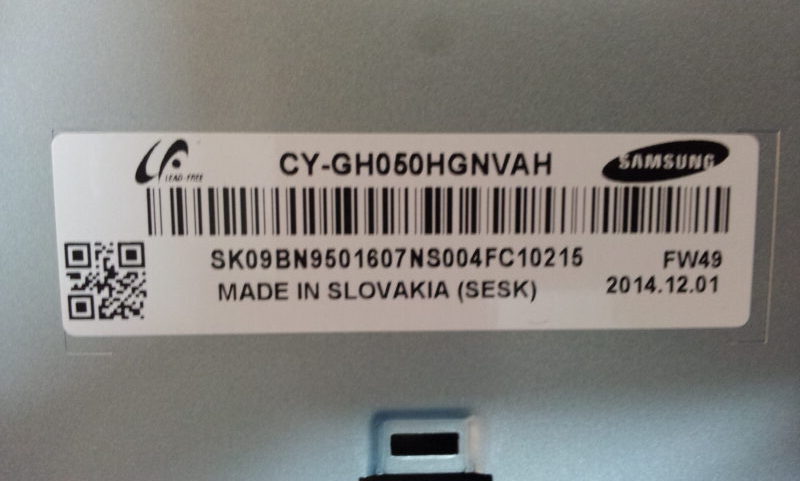 LEAD-FREE
CY-GH050HGNVAH
SAMSUNG
SK09BN9501607NS004FC10215
FW49
MADE IN SLOVAKIA (SESK)
2014.12.01